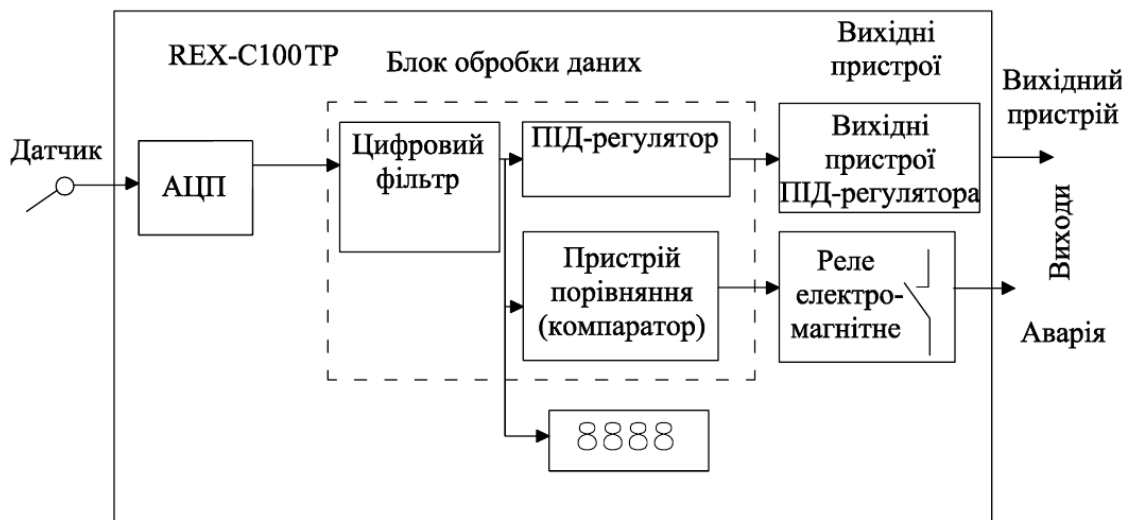 REX-C100TP
Блок обробки даних
Вихідні
пристрої
Вихідний
пристрій
Датчик
АЦП
Цифровий
фільтр
ПІД-регулятор
Вихідні
пристрої
ПІД-регулятора
Пристрій
порівняння
(компаратор)
Реле
електро-
магнітне
Виходи
Аварія
8888